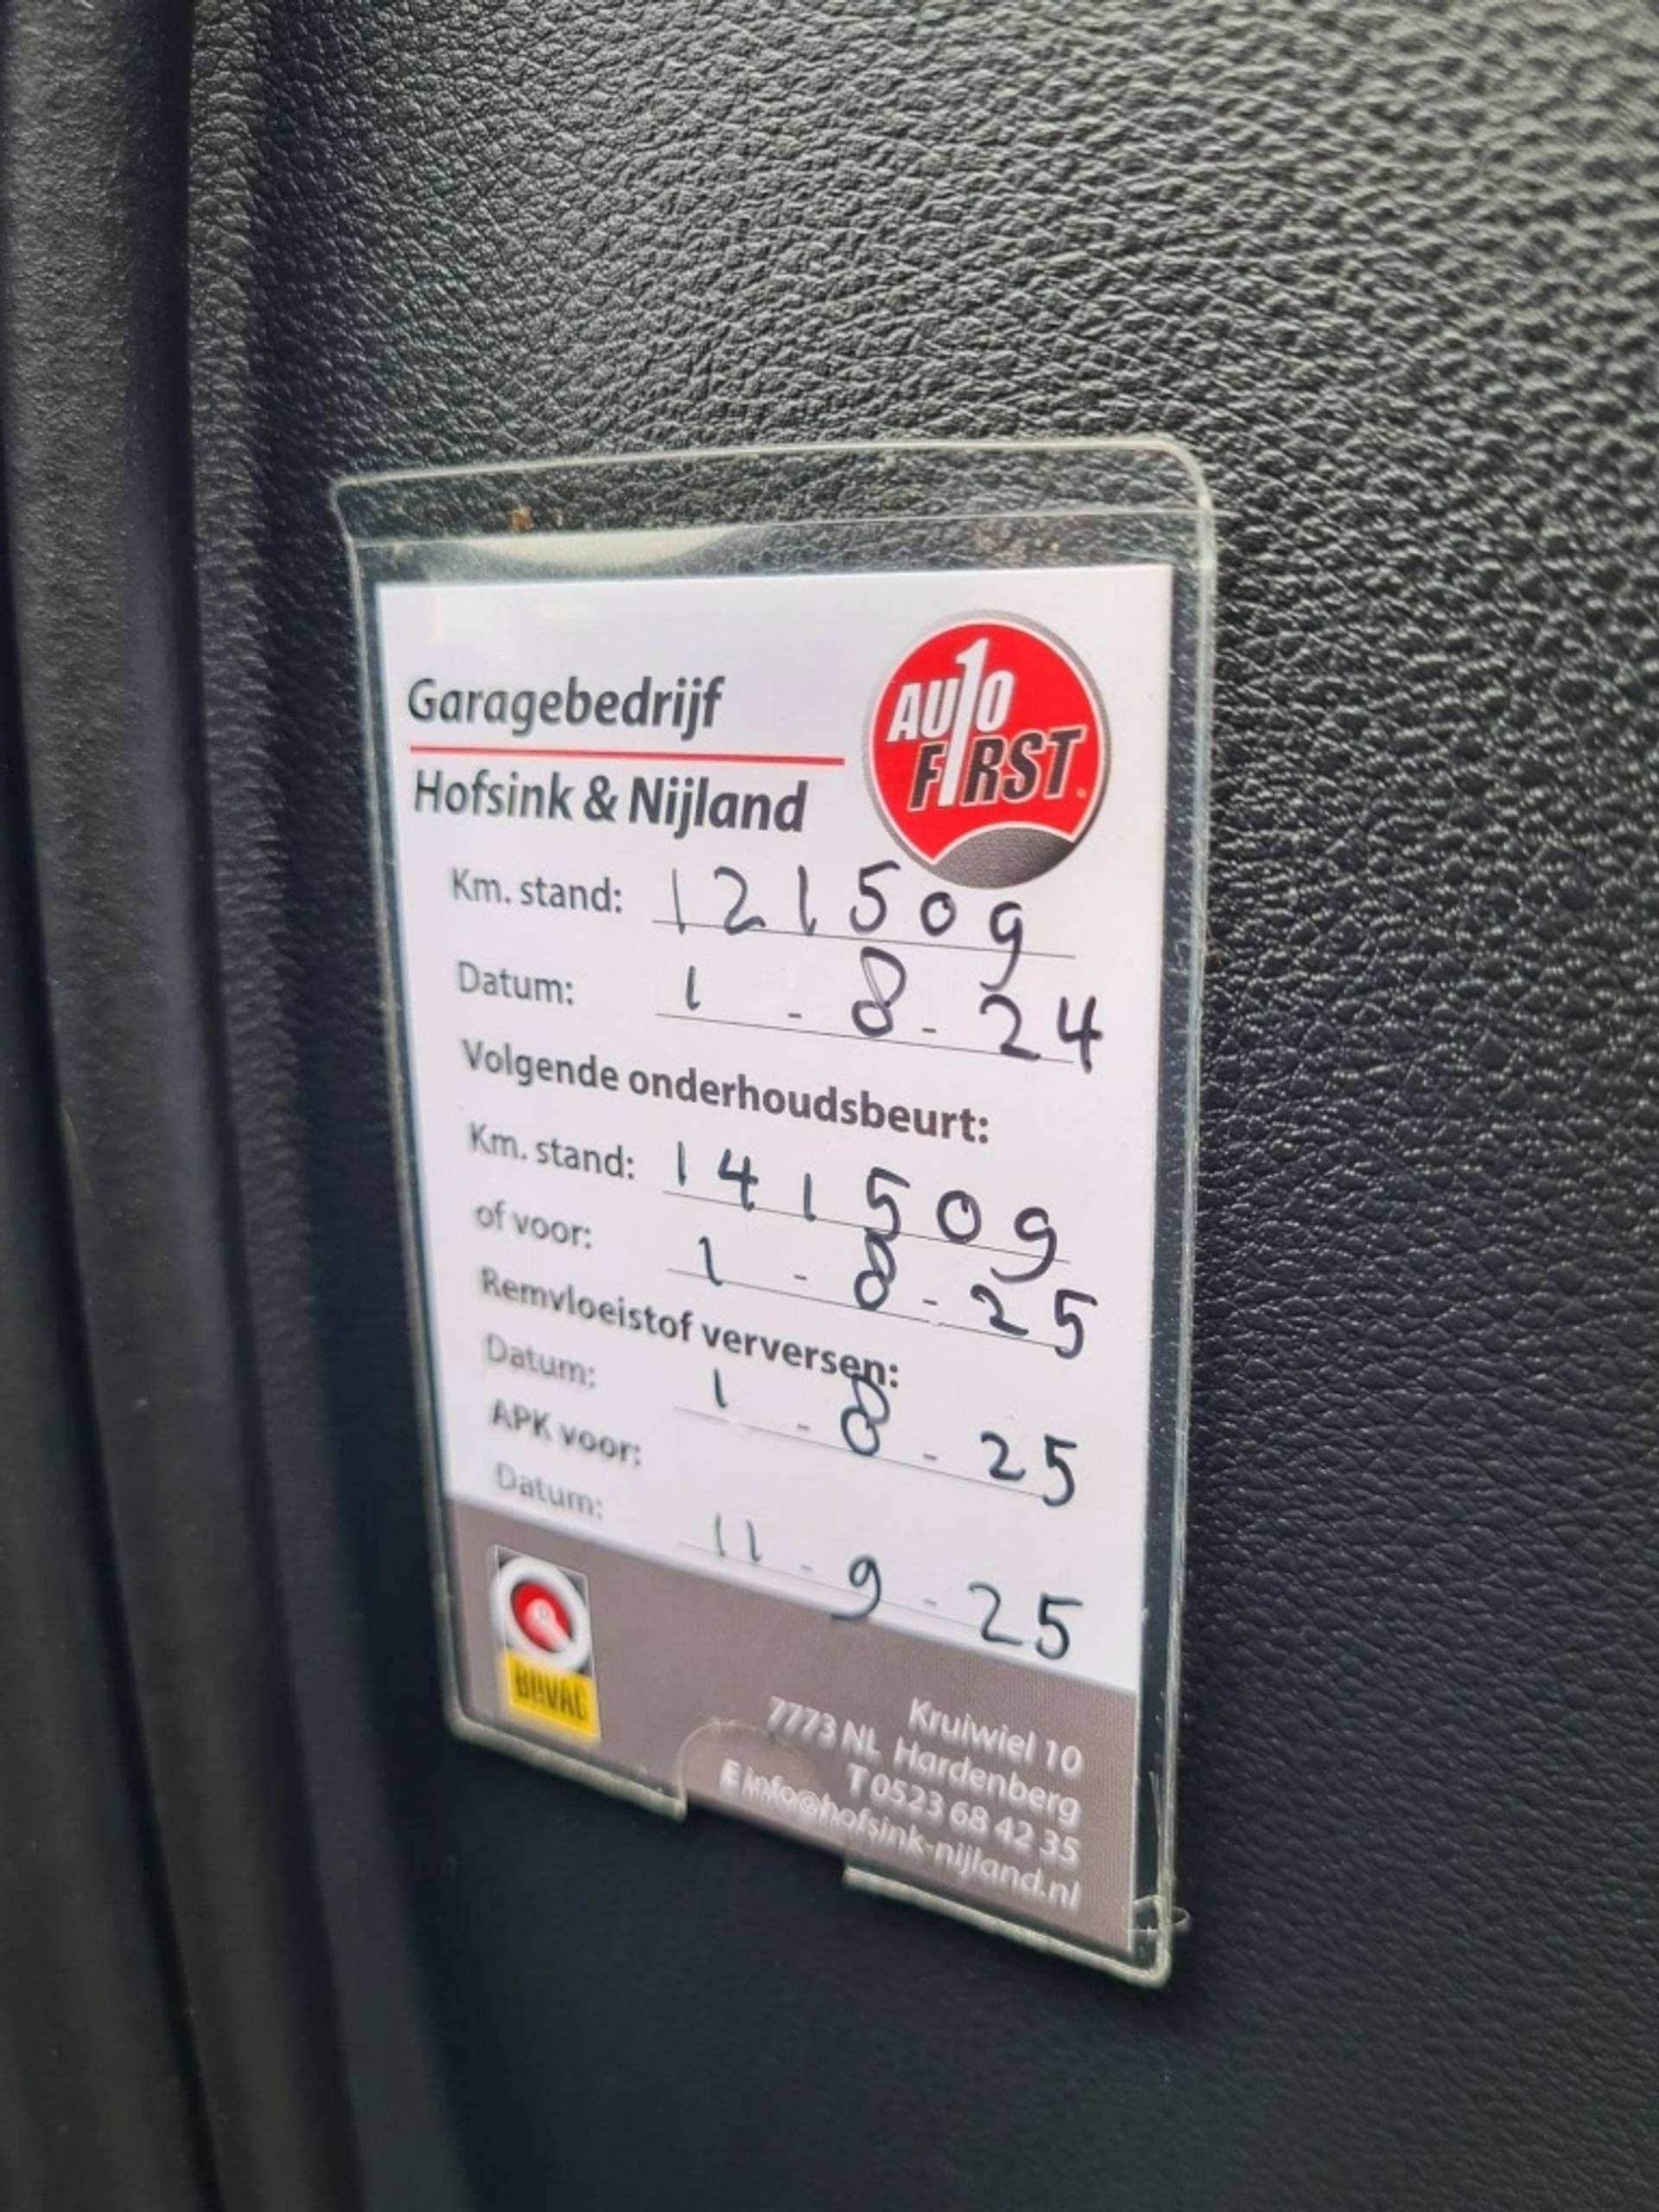 Garagebedrijf
Hofsink & Nijland
AUTO
FIRST
Km. stand: 121509
Datum: 1 - 8 - 24
Volgende onderhoudsbeurt:
Km. stand: 141509
of voor: 1 - 8 - 25
Remvloeistof verversen:
Datum: 1 - 8 - 25
APK voor:
Datum: 11 - 9 - 25
BOVAG
Kruiwiel 10
7773 NL Hardenberg
T 0523 68 42 35
E info@hofsink-nijland.nl